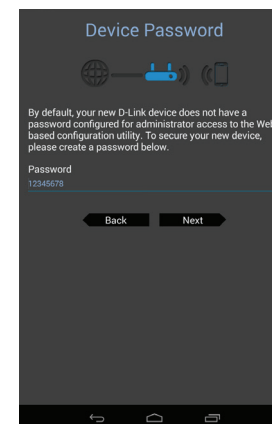 Device Password
By default, your new D-Link device does not have a
password configured for administrator access to the Web
based configuration utility. To secure your new device,
please create a password below.
Password
12345678
Back Next